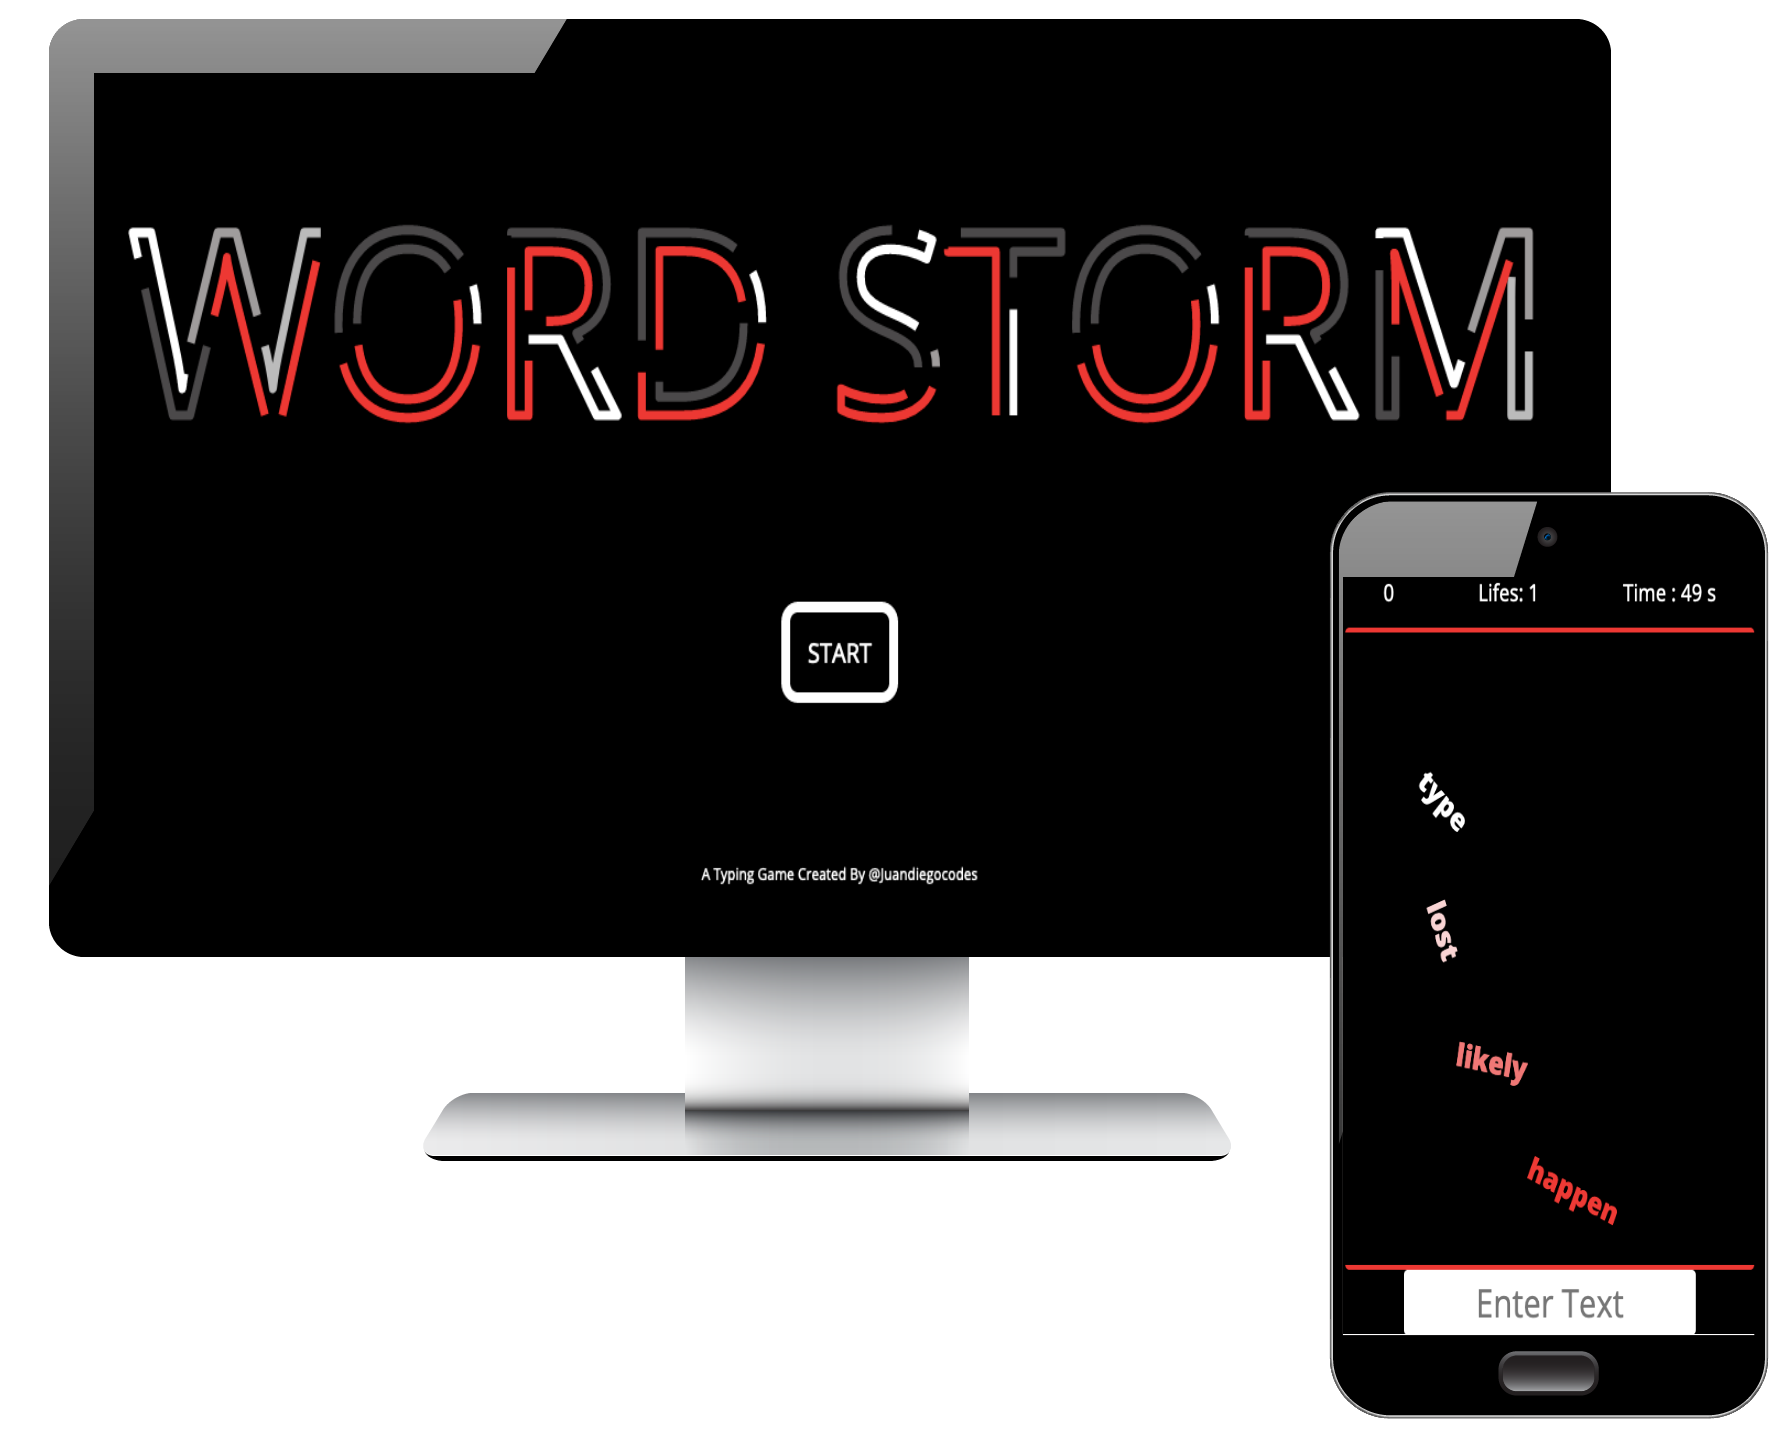 WORD STORM
START
A Typing Game Created By @Juandiegocodes
0 Lifes: 1 Time : 49 s
type
lost
likely
happen
Enter Text